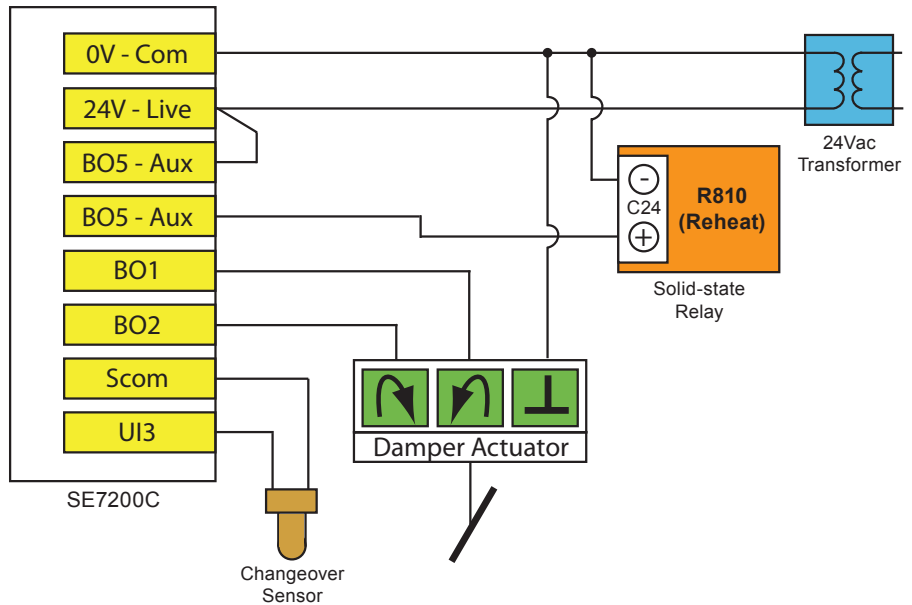 0V - Com
24V - Live
BO5 - Aux
BO5 - Aux
BO1
BO2
Scom
UI3
SE7200C
24Vac
Transformer
-
C24
+
R810
(Reheat)
Solid-state
Relay
Damper Actuator
Changeover
Sensor